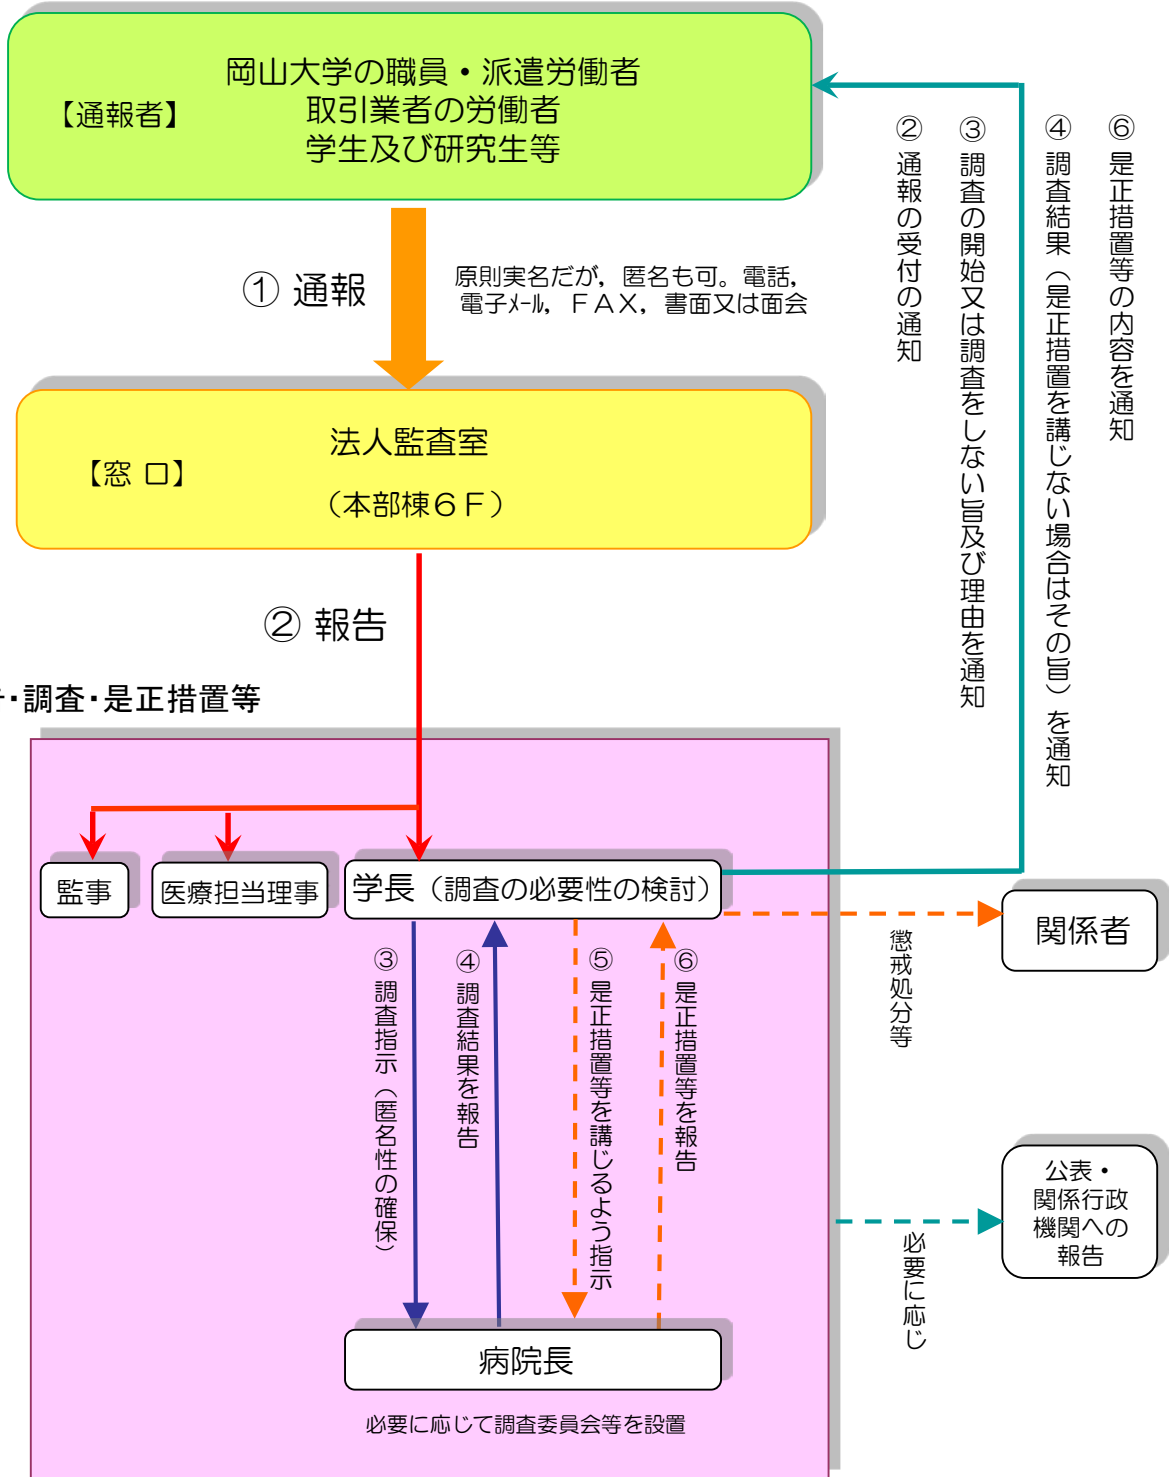 岡山大学の職員・派遣労働者
【通報者】
取引業者の労働者
学生及び研究生等
① 通報
原則実名だが，匿名も可。電話，
電子ﾒｰﾙ，ＦＡＸ，書面又は面会
法人監査室
【窓 口】
（本部棟６Ｆ）
② 報告
② 通報の受付の通知
③ 調査の開始又は調査をしない旨及び理由を通知
④ 調査結果（是正措置を講じない場合はその旨）を通知
⑥ 是正措置等の内容を通知
･調査･是正措置等
監事
医療担当理事
学長（調査の必要性の検討）
③ 調査指示（匿名性の確保）
④ 調査結果を報告
⑤ 是正措置等を講じるよう指示
⑥ 是正措置等を報告
懲戒処分等
関係者
必要に応じ
公表・
関係行政
機関への
報告
病院長
必要に応じて調査委員会等を設置